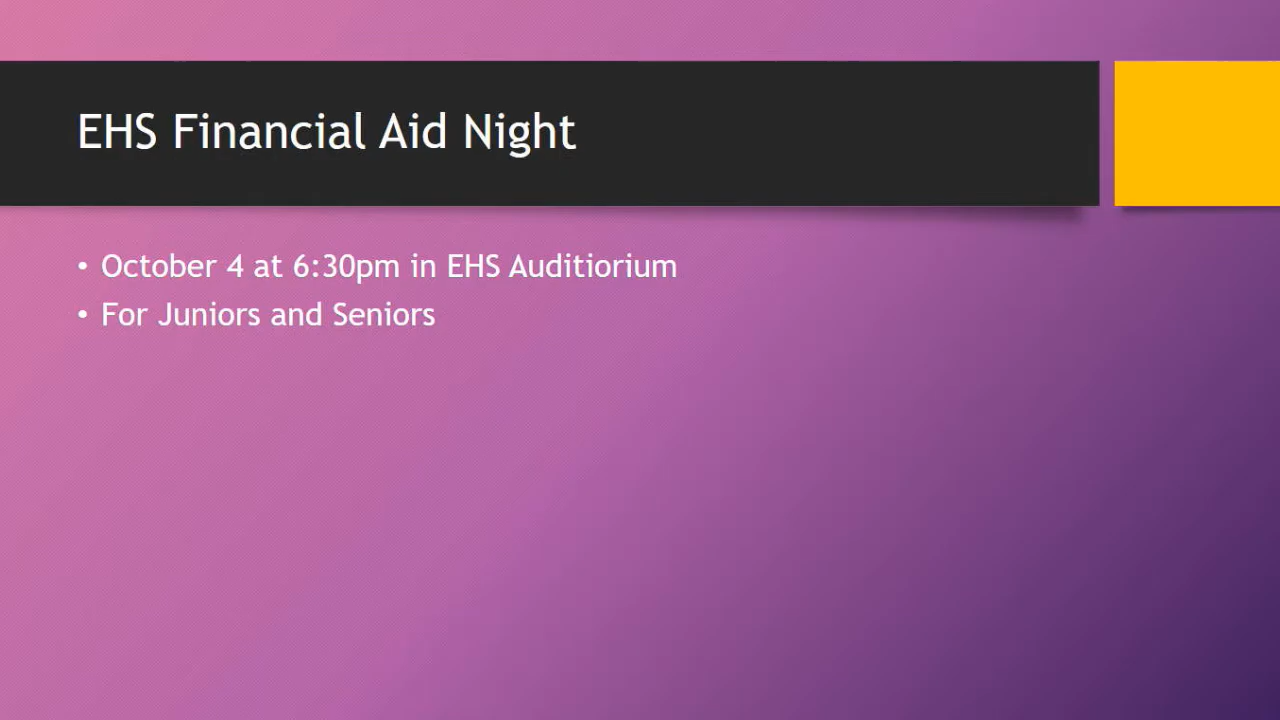 EHS Financial Aid Night
• October 4 at 6:30pm in EHS Auditiorium
• For Juniors and Seniors